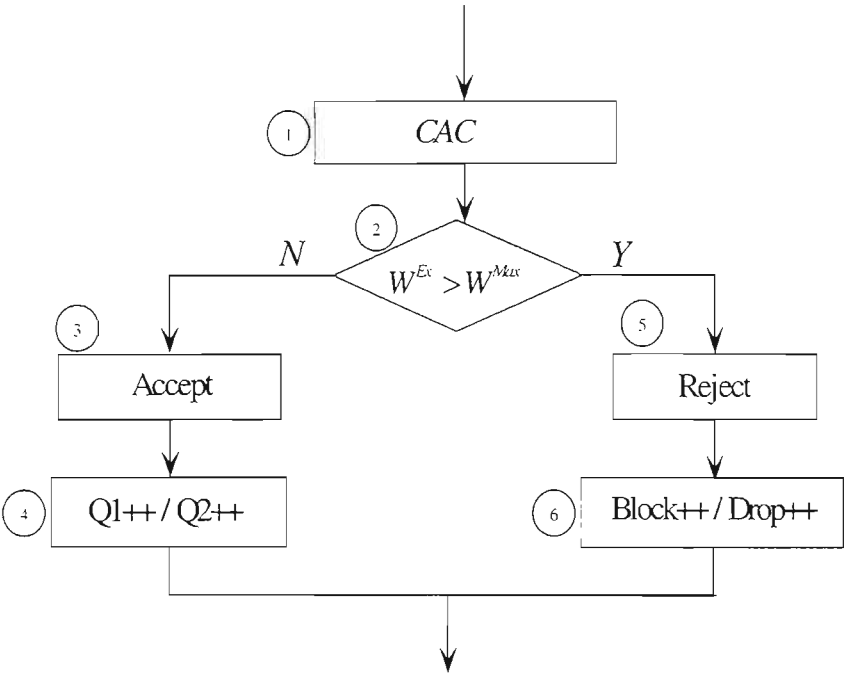 1
CAC
2
N
Y
W^Ex > W^Max
3
5
Accept
Reject
4
Q1++ / Q2++
6
Block++ / Drop++